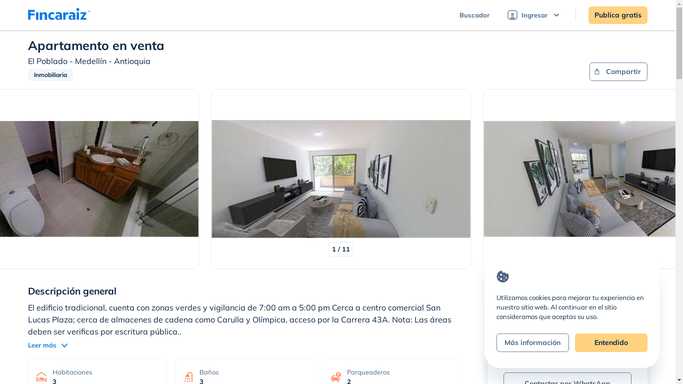 Fincaraiz
Buscador
Ingresar
Publica gratis
Apartamento en venta
El Poblado - Medellín - Antioquia
Inmobiliaria
Compartir
1 / 11
Descripción general
El edificio tradicional, cuenta con zonas verdes y vigilancia de 7:00 am a 5:00 pm Cerca a centro comercial San
Lucas Plaza; cerca de almacenes de cadena como Carulla y Olímpica, acceso por la Carrera 43A. Nota: Las áreas
deben ser verificas por escritura pública..
Leer más
Habitaciones
3
Baños
3
Parqueaderos
2
Utilizamos cookies para mejorar tu experiencia en
nuestro sitio web. Al continuar en el sitio
consideramos que aceptas su uso.
Más información
Entendido
Contactar por WhatsApp